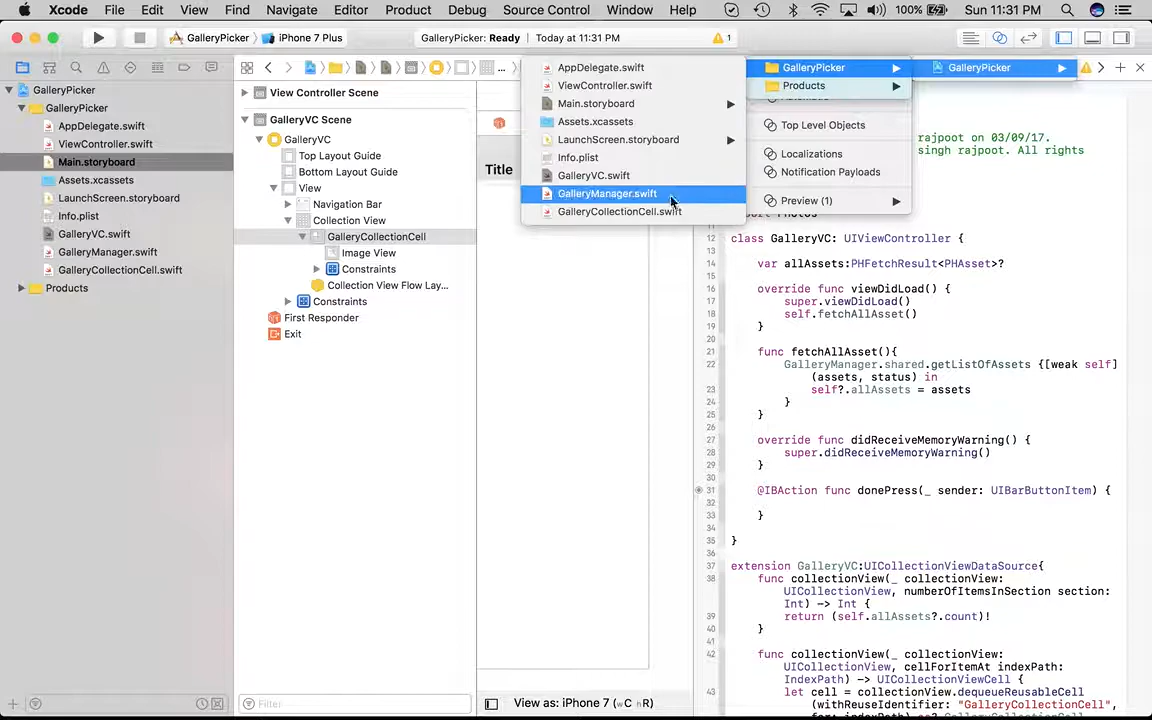 Xcode File Edit View Find Navigate Editor Product Debug Source Control Window Help 100% Sun 11:31 PM
GalleryPicker iPhone 7 Plus GalleryPicker: Ready Today at 11:31 PM 1
GalleryPicker
GalleryPicker
AppDelegate.swift
ViewController.swift
Main.storyboard
Assets.xcassets
LaunchScreen.storyboard
Info.plist
GalleryVC.swift
GalleryManager.swift
GalleryCollectionCell.swift
Products
View Controller Scene
GalleryVC Scene
GalleryVC
Top Layout Guide
Bottom Layout Guide
View
Navigation Bar
Collection View
GalleryCollectionCell
Image View
Constraints
Collection View Flow Lay...
Constraints
First Responder
Exit
Filter
Title
View as: iPhone 7 (wC hR)
AppDelegate.swift
ViewController.swift
Main.storyboard
Assets.xcassets
LaunchScreen.storyboard
Info.plist
GalleryVC.swift
GalleryManager.swift
GalleryCollectionCell.swift
GalleryPicker
Products
GalleryPicker
Automatic
Top Level Objects
Localizations
Notification Payloads
Preview (1)
rajpoot on 03/09/17.
singh rajpoot. All rights
import Photos
11
12 class GalleryVC: UIViewController {
13
14 var allAssets:PHFetchResult<PHAsset>?
15
16 override func viewDidLoad() {
17 super.viewDidLoad()
18 self.fetchAllAsset()
19 }
20
21 func fetchAllAsset(){
22 GalleryManager.shared.getListOfAssets {[weak self]
(assets, status) in
23 self?.allAssets = assets
24 }
25 }
26
27 override func didReceiveMemoryWarning() {
28 super.didReceiveMemoryWarning()
29 }
30
31 @IBAction func donePress(_ sender: UIBarButtonItem) {
32
33 }
34
35 }
36
37 extension GalleryVC:UICollectionViewDataSource{
38 func collectionView(_ collectionView:
UICollectionView, numberOfItemsInSection section:
Int) -> Int {
39 return (self.allAssets?.count)!
40 }
41
42 func collectionView(_ collectionView:
UICollectionView, cellForItemAt indexPath:
IndexPath) -> UICollectionViewCell {
43 let cell = collectionView.dequeueReusableCell
(withReuseIdentifier: "GalleryCollectionCell",